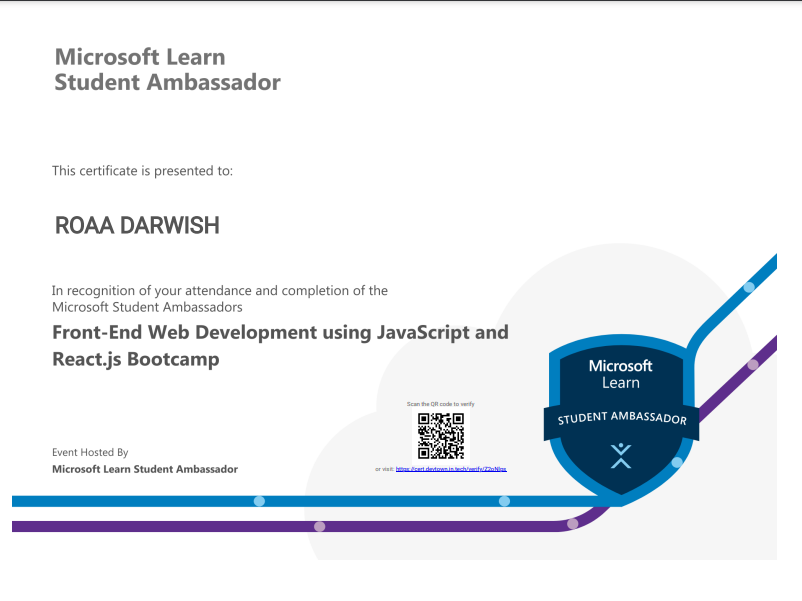 Microsoft Learn
Student Ambassador
This certificate is presented to:
ROAA DARWISH
In recognition of your attendance and completion of the
Microsoft Student Ambassadors
Front-End Web Development using JavaScript and
React.js Bootcamp
Scan the QR code to verify
Event Hosted By
Microsoft Learn Student Ambassador
or visit: https://cert.devtown.in.tech/verify/Z2oNlgs
Microsoft
Learn
STUDENT AMBASSADOR